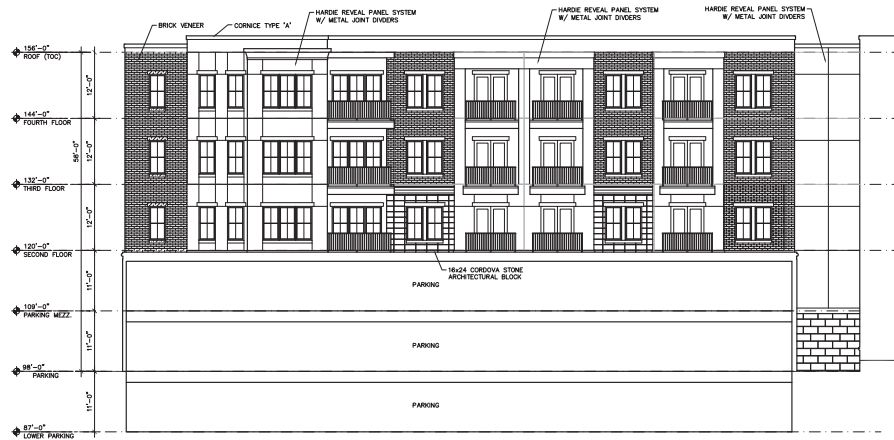 HARDIE REVEAL PANEL SYSTEM
W/ METAL JOINT DIVDERS
HARDIE REVEAL PANEL SYSTEM
W/ METAL JOINT DIVDERS
HARDIE REVEAL PANEL SYSTEM
W/ METAL JOINT DIVDERS
BRICK VENEER
CORNICE TYPE 'A'
156'-0"
ROOF (TOC)
12'-0"
144'-0"
FOURTH FLOOR
58'-0"
12'-0"
132'-0"
THIRD FLOOR
12'-0"
120'-0"
SECOND FLOOR
16x24 CORDOVA STONE
ARCHITECTURAL BLOCK
PARKING
11'-0"
109'-0"
PARKING MEZZ.
PARKING
11'-0"
98'-0"
PARKING
11'-0"
PARKING
87'-0"
LOWER PARKING